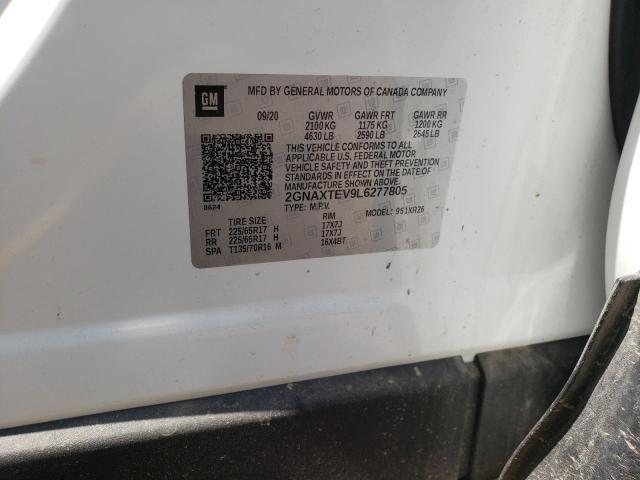 GM
MFD BY GENERAL MOTORS OF CANADA COMPANY
09/20 GVWR GAWR FRT GAWR RR
2100 KG 1175 KG 1200 KG
4630 LB 2590 LB 2645 LB
THIS VEHICLE CONFORMS TO ALL
APPLICABLE U.S. FEDERAL MOTOR
VEHICLE SAFETY AND THEFT PREVENTION
STANDARDS IN EFFECT ON THE DATE OF
MANUFACTURE SHOWN ABOVE.
2GNAXTEV9L6277805
8624 TYPE: M.P.V. MODEL: 951XR26
TIRE SIZE RIM
FRT 225/65R17 H 17X7J
RR 225/65R17 H 17X7J
SPA T135/70R16 M 16X4BT